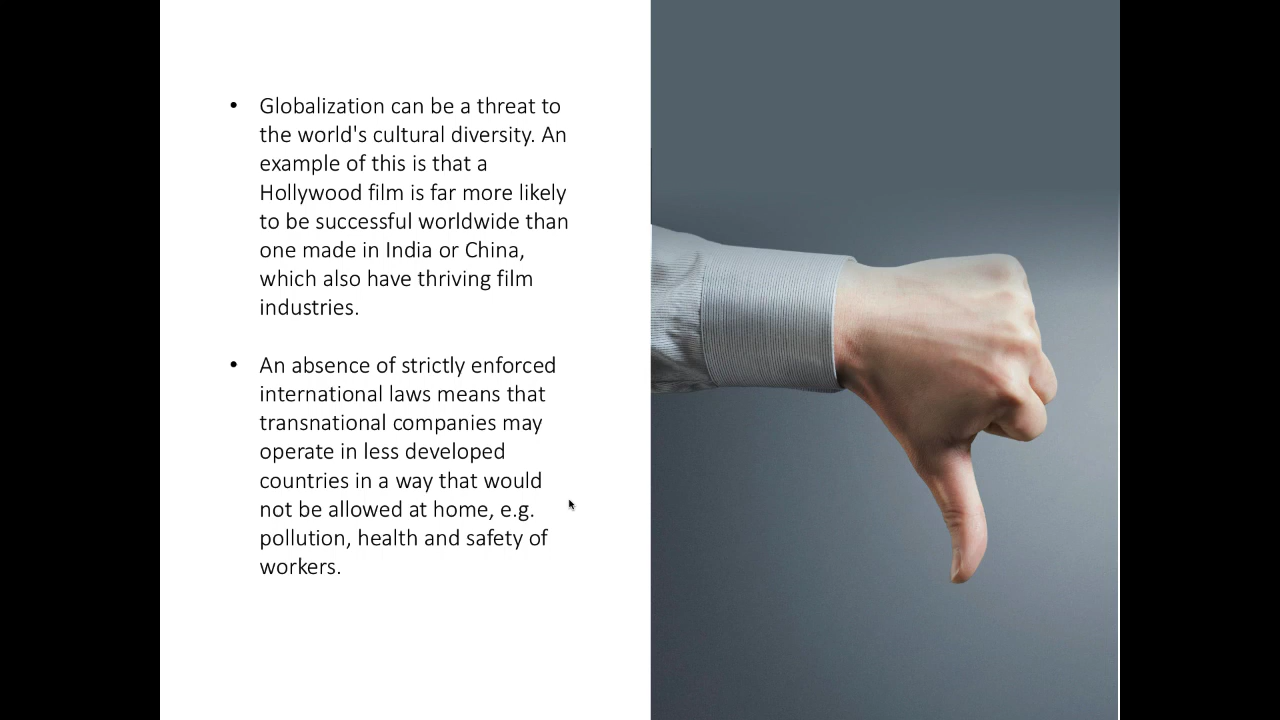 • Globalization can be a threat to
the world's cultural diversity. An
example of this is that a
Hollywood film is far more likely
to be successful worldwide than
one made in India or China,
which also have thriving film
industries.
• An absence of strictly enforced
international laws means that
transnational companies may
operate in less developed
countries in a way that would
not be allowed at home, e.g.
pollution, health and safety of
workers.